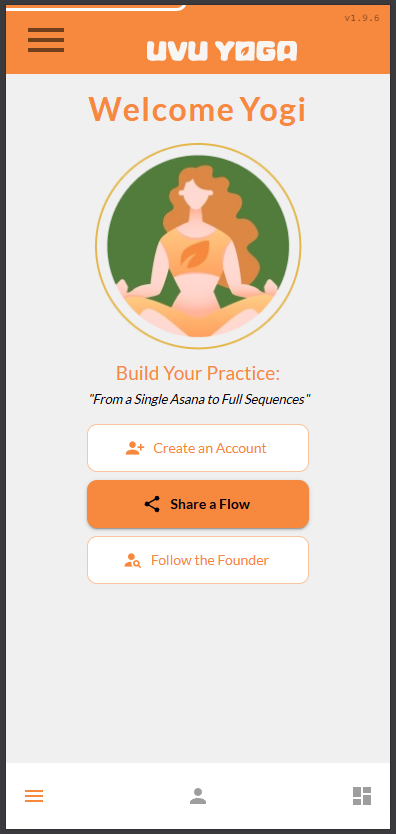 v1.9.6
UVU YOGA
Welcome Yogi
Build Your Practice:
"From a Single Asana to Full Sequences"
Create an Account
Share a Flow
Follow the Founder